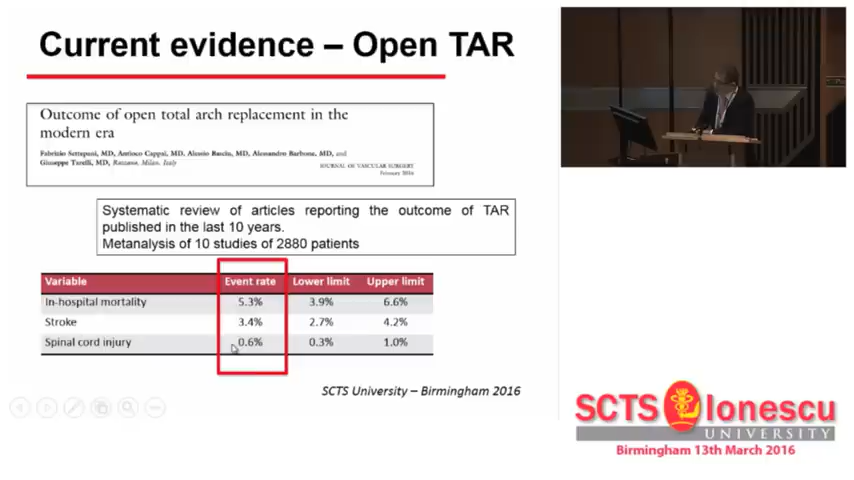 Current evidence – Open TAR
Outcome of open total arch replacement in the
modern era
Fabrizio Settepani, MD, Antioco Cappai, MD, Alessio Basciu, MD, Alessandro Barbone, MD, and
Giuseppe Tarelli, MD, Rozzano, Milan, Italy
JOURNAL OF VASCULAR SURGERY
February 2016
Systematic review of articles reporting the outcome of TAR
published in the last 10 years.
Metanalysis of 10 studies of 2880 patients
Variable Event rate Lower limit Upper limit
In-hospital mortality 5.3% 3.9% 6.6%
Stroke 3.4% 2.7% 4.2%
Spinal cord injury 0.6% 0.3% 1.0%
SCTS University – Birmingham 2016
SCTS Ionescu
UNIVERSITY
Birmingham 13th March 2016